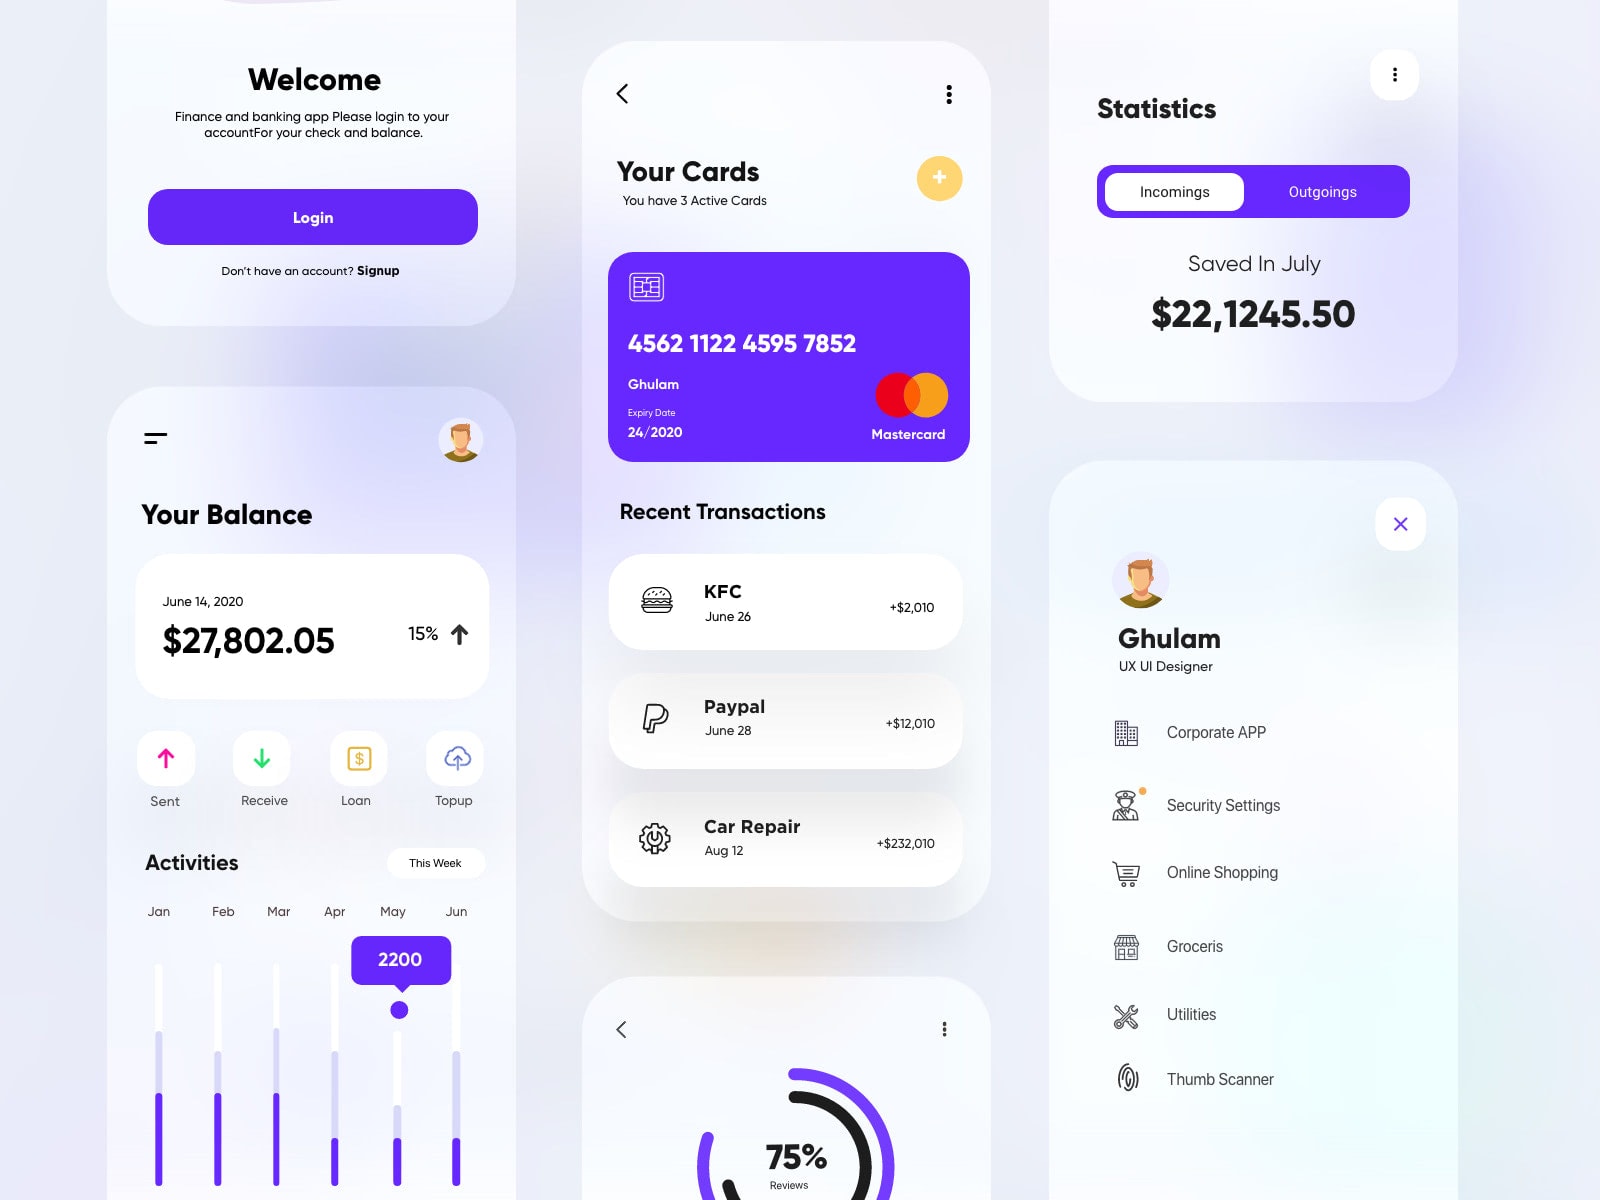 Welcome
Finance and banking app Please login to your
accountFor your check and balance.
Login
Don't have an account? Signup
Your Balance
June 14, 2020
$27,802.05
15%
Sent
Receive
Loan
Topup
Activities
This Week
Jan
Feb
Mar
Apr
May
Jun
2200
Your Cards
You have 3 Active Cards
4562 1122 4595 7852
Ghulam
Expiry Date
24/2020
Mastercard
Recent Transactions
KFC
June 26
+$2,010
Paypal
June 28
+$12,010
Car Repair
Aug 12
+$232,010
75%
Reviews
Statistics
Incomings
Outgoings
Saved In July
$22,1245.50
Ghulam
UX UI Designer
Corporate APP
Security Settings
Online Shopping
Groceris
Utilities
Thumb Scanner